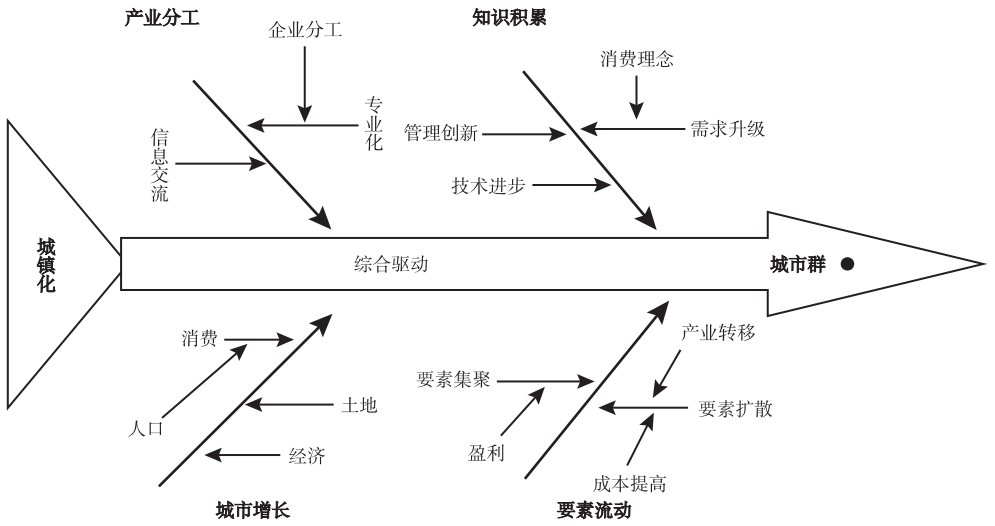 产业分工
知识积累
企业分工
消费理念
专业化
管理创新
需求升级
信息交流
技术进步
城镇化
综合驱动
城市群
消费
产业转移
要素集聚
土地
要素扩散
人口
盈利
经济
成本提高
城市增长
要素流动